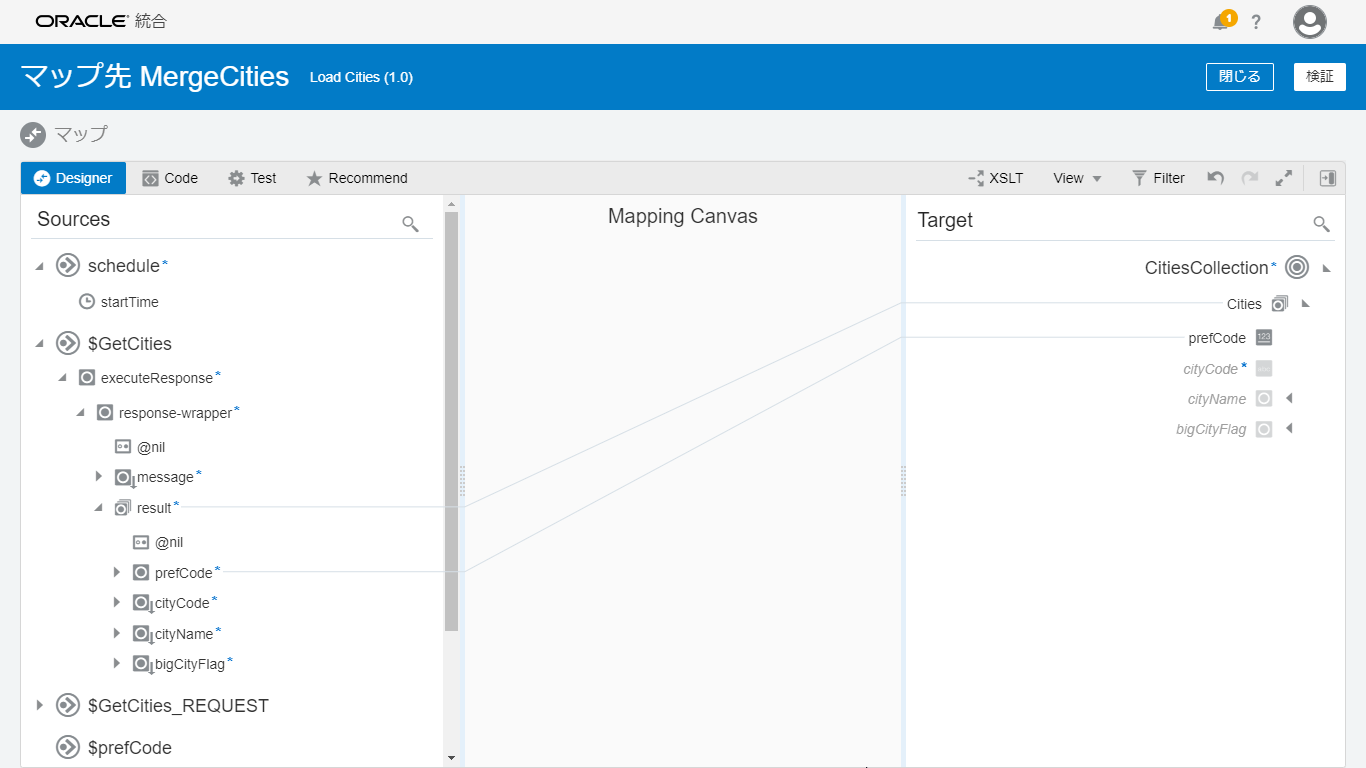 ORACLE 統合
1
?
マップ先 MergeCities Load Cities (1.0) 閉じる 検証
マップ
Designer Code Test Recommend XSLT View Filter
Sources
Mapping Canvas
Target
schedule*
startTime
$GetCities
executeResponse*
response-wrapper*
@nil
message*
result*
@nil
prefCode*
cityCode*
cityName*
bigCityFlag*
$GetCities_REQUEST
$prefCode
CitiesCollection*
Cities
prefCode 123
cityCode*
cityName
bigCityFlag